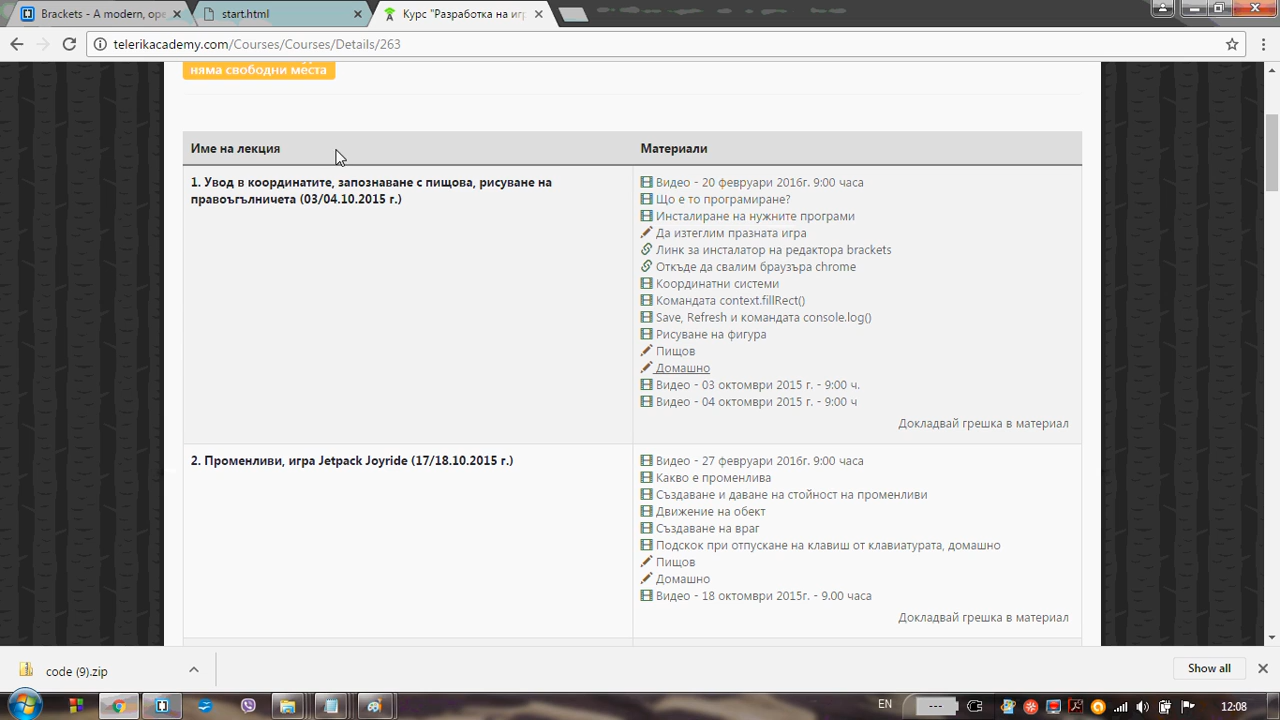 Brackets - A modern, ope
start.html
Курс "Разработка на игр
telerikacademy.com/Courses/Courses/Details/263
няма свободни места
Име на лекция
Материали
1. Увод в координатите, запознаване с пищова, рисуване на
правоъгълничета (03/04.10.2015 г.)
Видео - 20 февруари 2016г. 9:00 часа
Що е то програмиране?
Инсталиране на нужните програми
Да изтеглим празната игра
Линк за инсталатор на редактора brackets
Откъде да свалим браузъра chrome
Координатни системи
Командата context.fillRect()
Save, Refresh и командата console.log()
Рисуване на фигура
Пищов
Домашно
Видео - 03 октомври 2015 г. - 9:00 ч.
Видео - 04 октомври 2015 г. - 9:00 ч
Докладвай грешка в материал
2. Променливи, игра Jetpack Joyride (17/18.10.2015 г.)
Видео - 27 февруари 2016г. 9:00 часа
Какво е променлива
Създаване и даване на стойност на променливи
Движение на обект
Създаване на враг
Подскок при отпускане на клавиш от клавиатурата, домашно
Пищов
Домашно
Видео - 18 октомври 2015г. - 9.00 часа
Докладвай грешка в материал
code (9).zip
Show all
EN
12:08